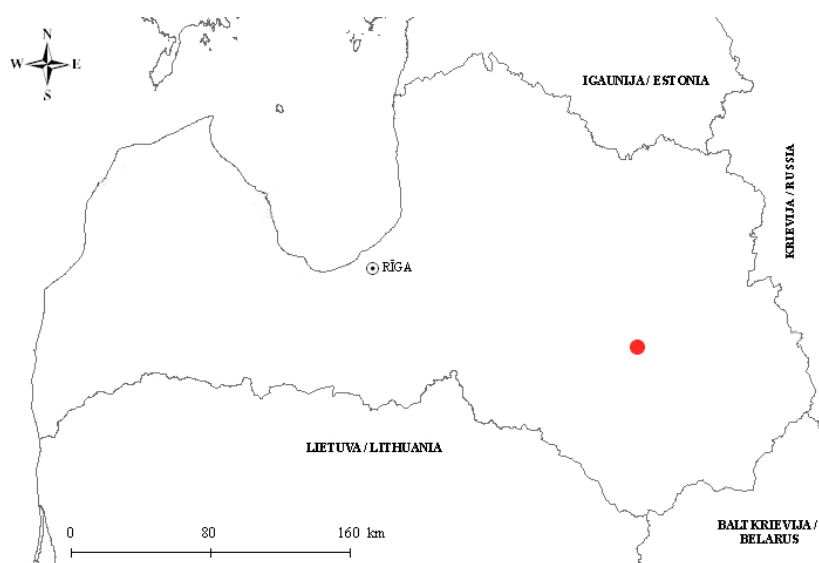 N
W E
S
IGAUNIJA / ESTONIA
KRIEVIJA / RUSSIA
RĪGA
LIETUVA / LITHUANIA
0 80 160 km
BALTKRIEVIJA /
BELARUS